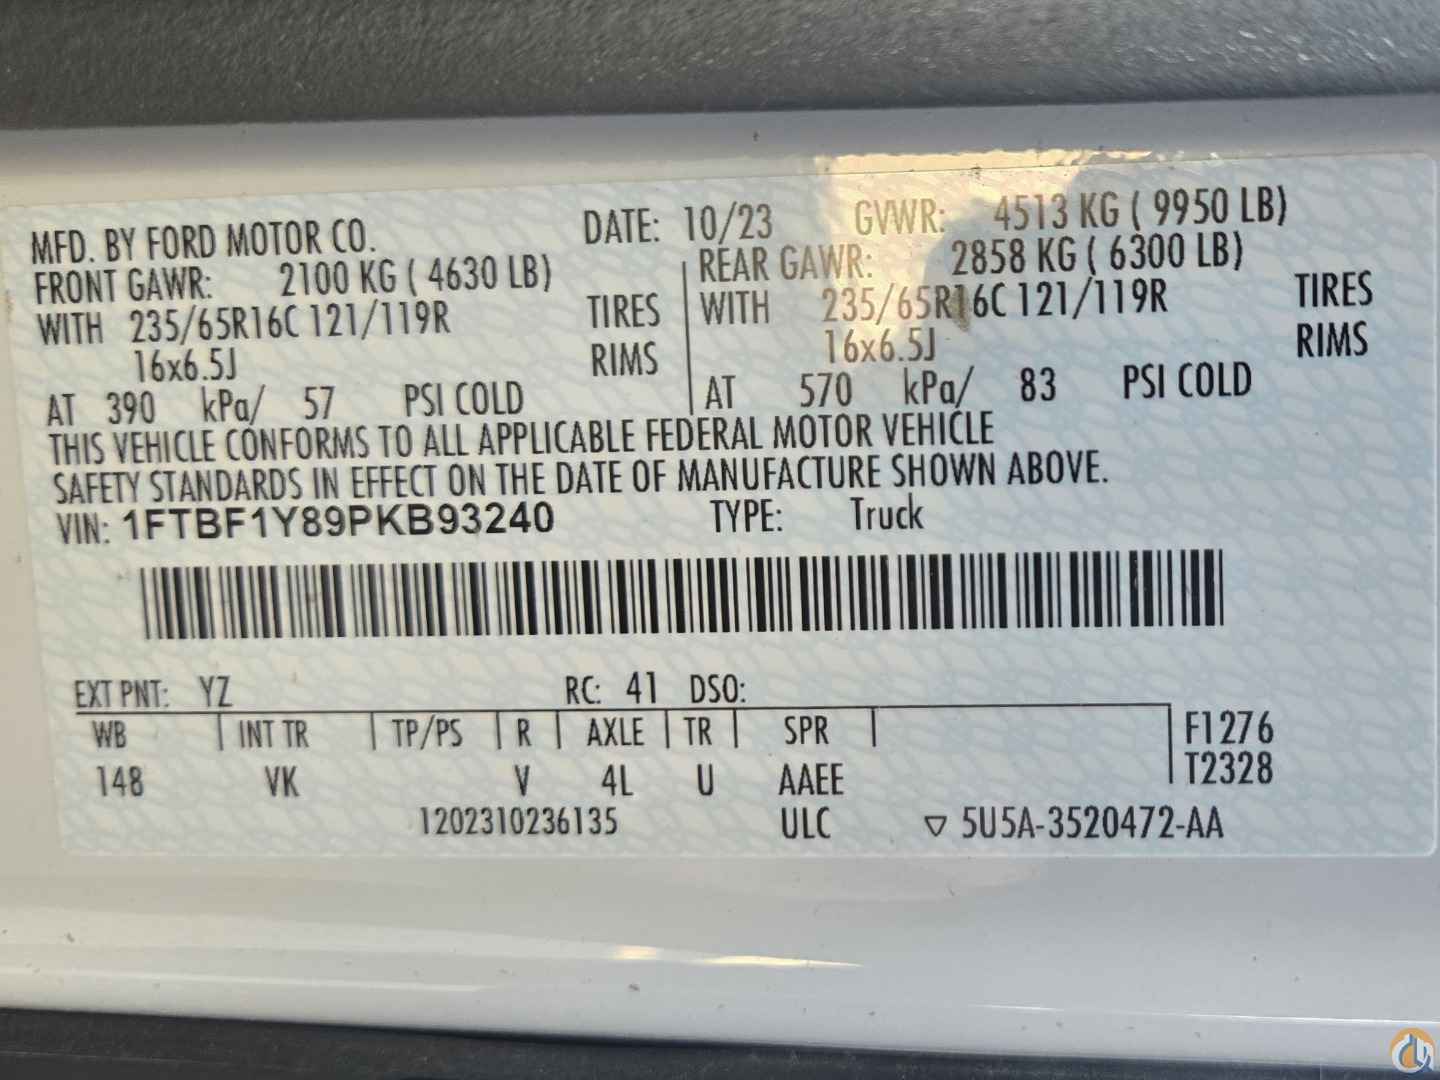 MFD. BY FORD MOTOR CO. DATE: 10/23 GVWR: 4513 KG ( 9950 LB)
FRONT GAWR: 2100 KG ( 4630 LB) REAR GAWR: 2858 KG ( 6300 LB)
WITH 235/65R16C 121/119R TIRES WITH 235/65R16C 121/119R TIRES
16x6.5J RIMS 16x6.5J RIMS
AT 390 kPa/ 57 PSI COLD AT 570 kPa/ 83 PSI COLD
THIS VEHICLE CONFORMS TO ALL APPLICABLE FEDERAL MOTOR VEHICLE
SAFETY STANDARDS IN EFFECT ON THE DATE OF MANUFACTURE SHOWN ABOVE.
VIN: 1FTBF1Y89PKB93240 TYPE: Truck
EXT PNT: YZ RC: 41 DSO:
WB INT TR TP/PS R AXLE TR SPR F1276
148 VK V 4L U AAEE T2328
1202310236135 ULC ▽ 5U5A-3520472-AA